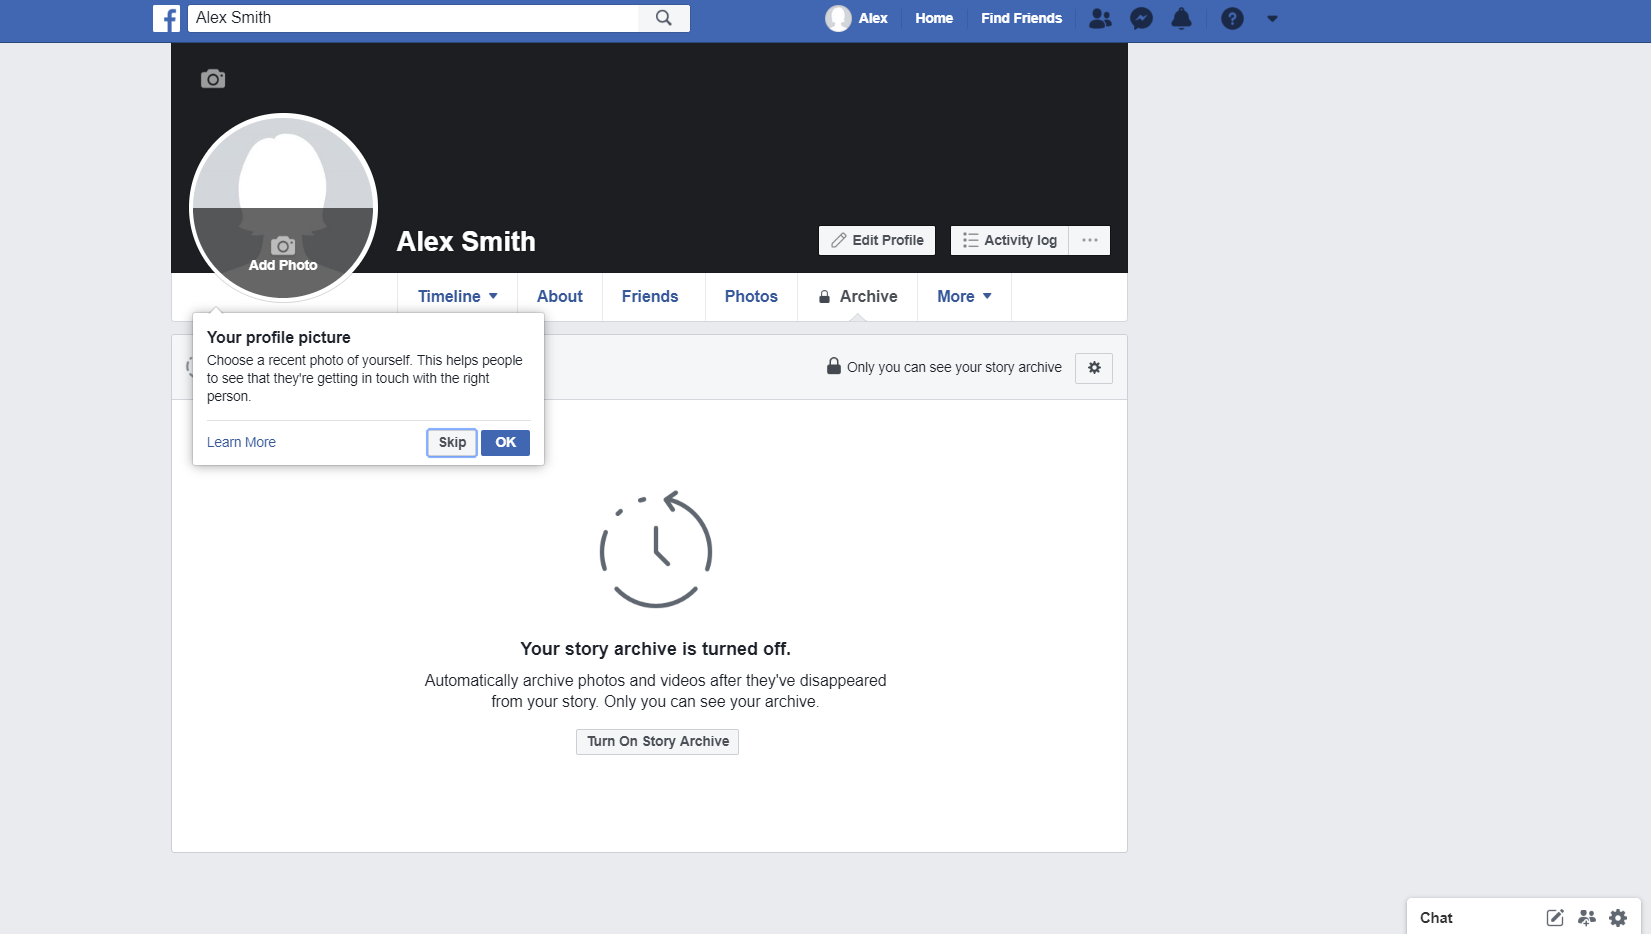 f
Alex Smith
Alex
Home
Find Friends
?
Add Photo
Alex Smith
Edit Profile
Activity log
...
Timeline
About
Friends
Photos
Archive
More
Your profile picture
Choose a recent photo of yourself. This helps people
to see that they're getting in touch with the right
person.
Learn More
Skip
OK
Only you can see your story archive
Your story archive is turned off.
Automatically archive photos and videos after they've disappeared
from your story. Only you can see your archive.
Turn On Story Archive
Chat